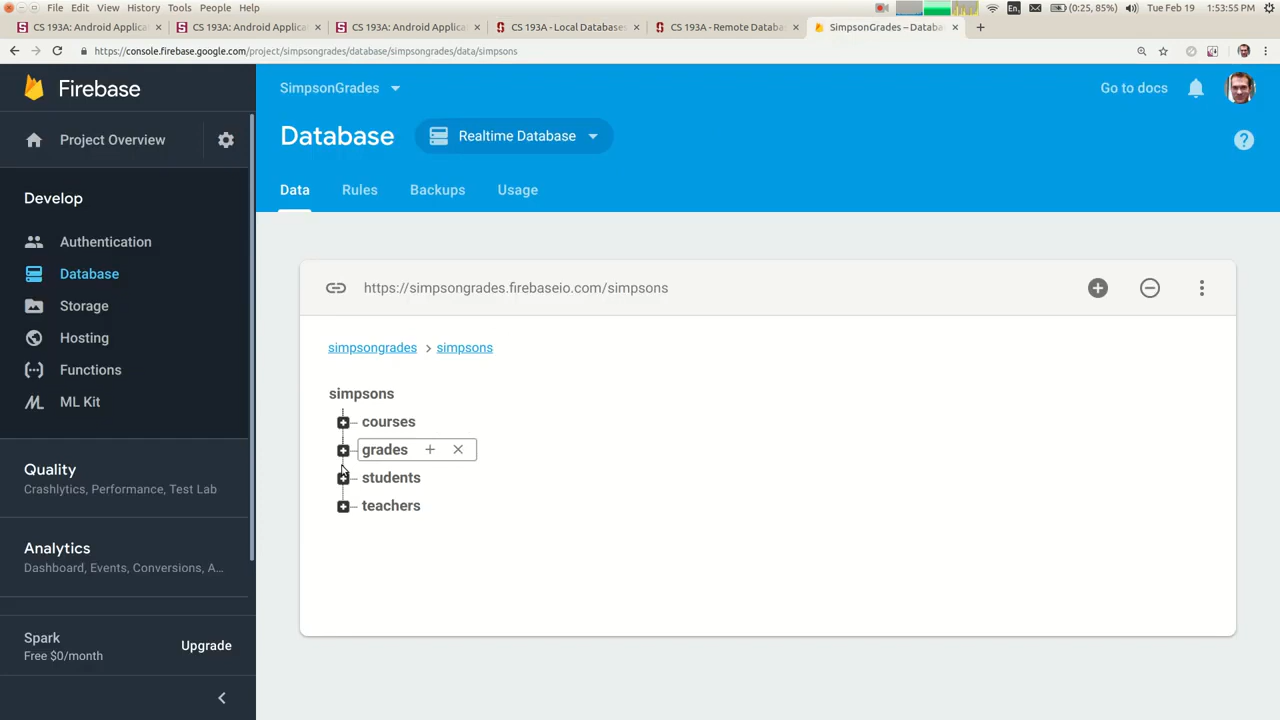 File Edit View History Tools People Help
En (0:25, 85%) Tue Feb 19 1:53:55 PM
CS 193A: Android Applica × CS 193A: Android Applica × CS 193A: Android Applica × CS 193A - Local Databases × CS 193A - Remote Databas × SimpsonGrades – Databa ×
https://console.firebase.google.com/project/simpsongrades/database/simpsongrades/data/simpsons
Firebase
SimpsonGrades
Go to docs
Project Overview
Database
Realtime Database
Data Rules Backups Usage
Develop
Authentication
Database
Storage
Hosting
Functions
ML Kit
Quality
Crashlytics, Performance, Test Lab
Analytics
Dashboard, Events, Conversions, A...
Spark
Free $0/month
Upgrade
https://simpsongrades.firebaseio.com/simpsons
simpsongrades > simpsons
simpsons
courses
grades
students
teachers